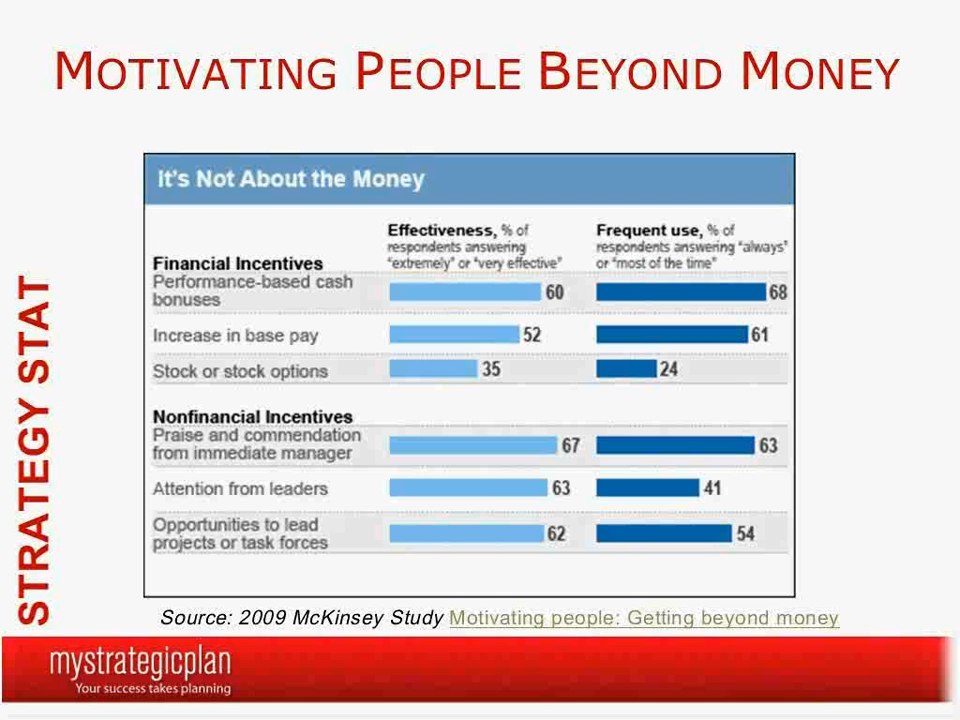 MOTIVATING PEOPLE BEYOND MONEY
STRATEGY STAT
It's Not About the Money
Effectiveness, % of
respondents answering
"extremely" or "very effective"
Frequent use, % of
respondents answering "always"
or "most of the time"
Financial Incentives
Performance-based cash
bonuses
60
68
Increase in base pay
52
61
Stock or stock options
35
24
Nonfinancial Incentives
Praise and commendation
from immediate manager
67
63
Attention from leaders
63
41
Opportunities to lead
projects or task forces
62
54
Source: 2009 McKinsey Study Motivating people: Getting beyond money
mystrategicplan
Your success takes planning